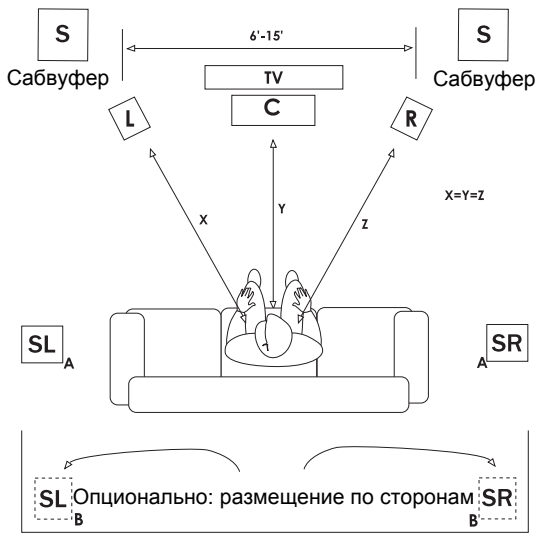 S
6'-15'
S
Сабвуфер
TV
Сабвуфер
L
C
R
X
Y
Z
X=Y=Z
SL
A
A
SR
SL
B
Опционально: размещение по сторонам
SR
B